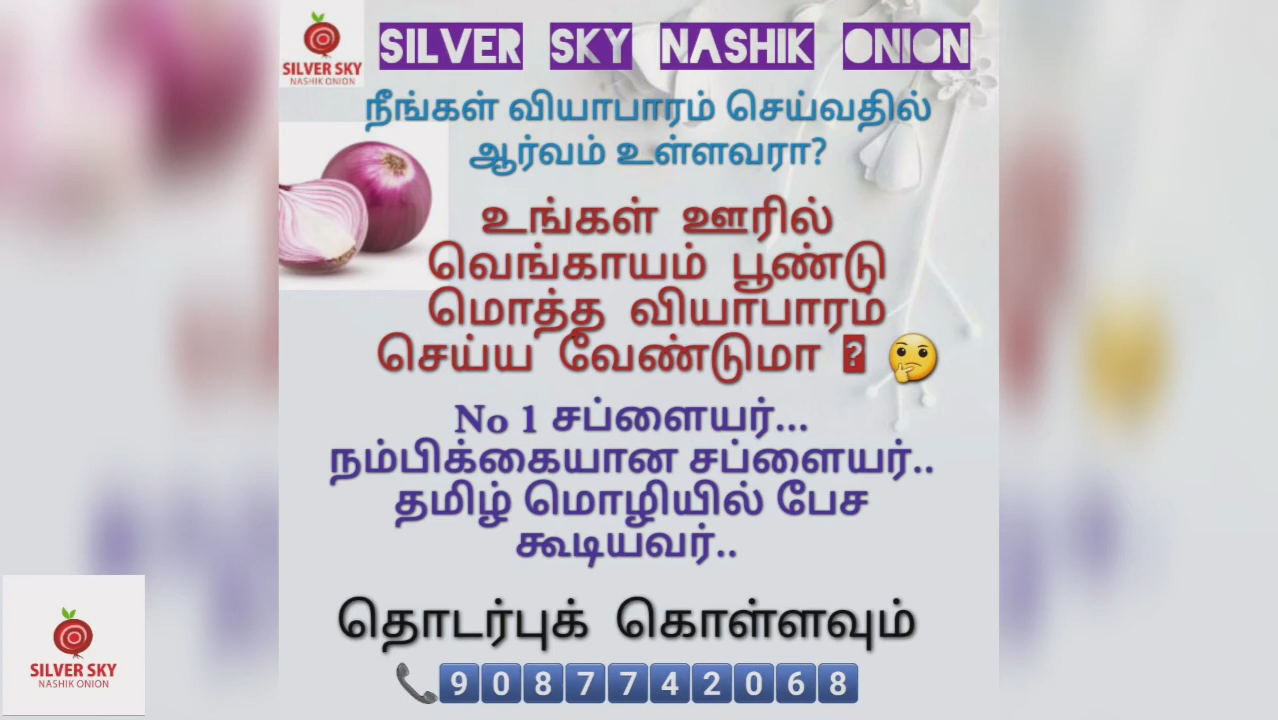 SILVER SKY
NASHIK ONION
SILVER SKY NASHIK ONION
நீங்கள் வியாபாரம் செய்வதில்
ஆர்வம் உள்ளவரா?
உங்கள் ஊரில்
வெங்காயம் பூண்டு
மொத்த வியாபாரம்
செய்ய வேண்டுமா ? 🤔
No 1 சப்ளையர்...
நம்பிக்கையான சப்ளையர்..
தமிழ் மொழியில் பேச
கூடியவர்..
தொடர்புக் கொள்ளவும்
📞9087742068
SILVER SKY
NASHIK ONION